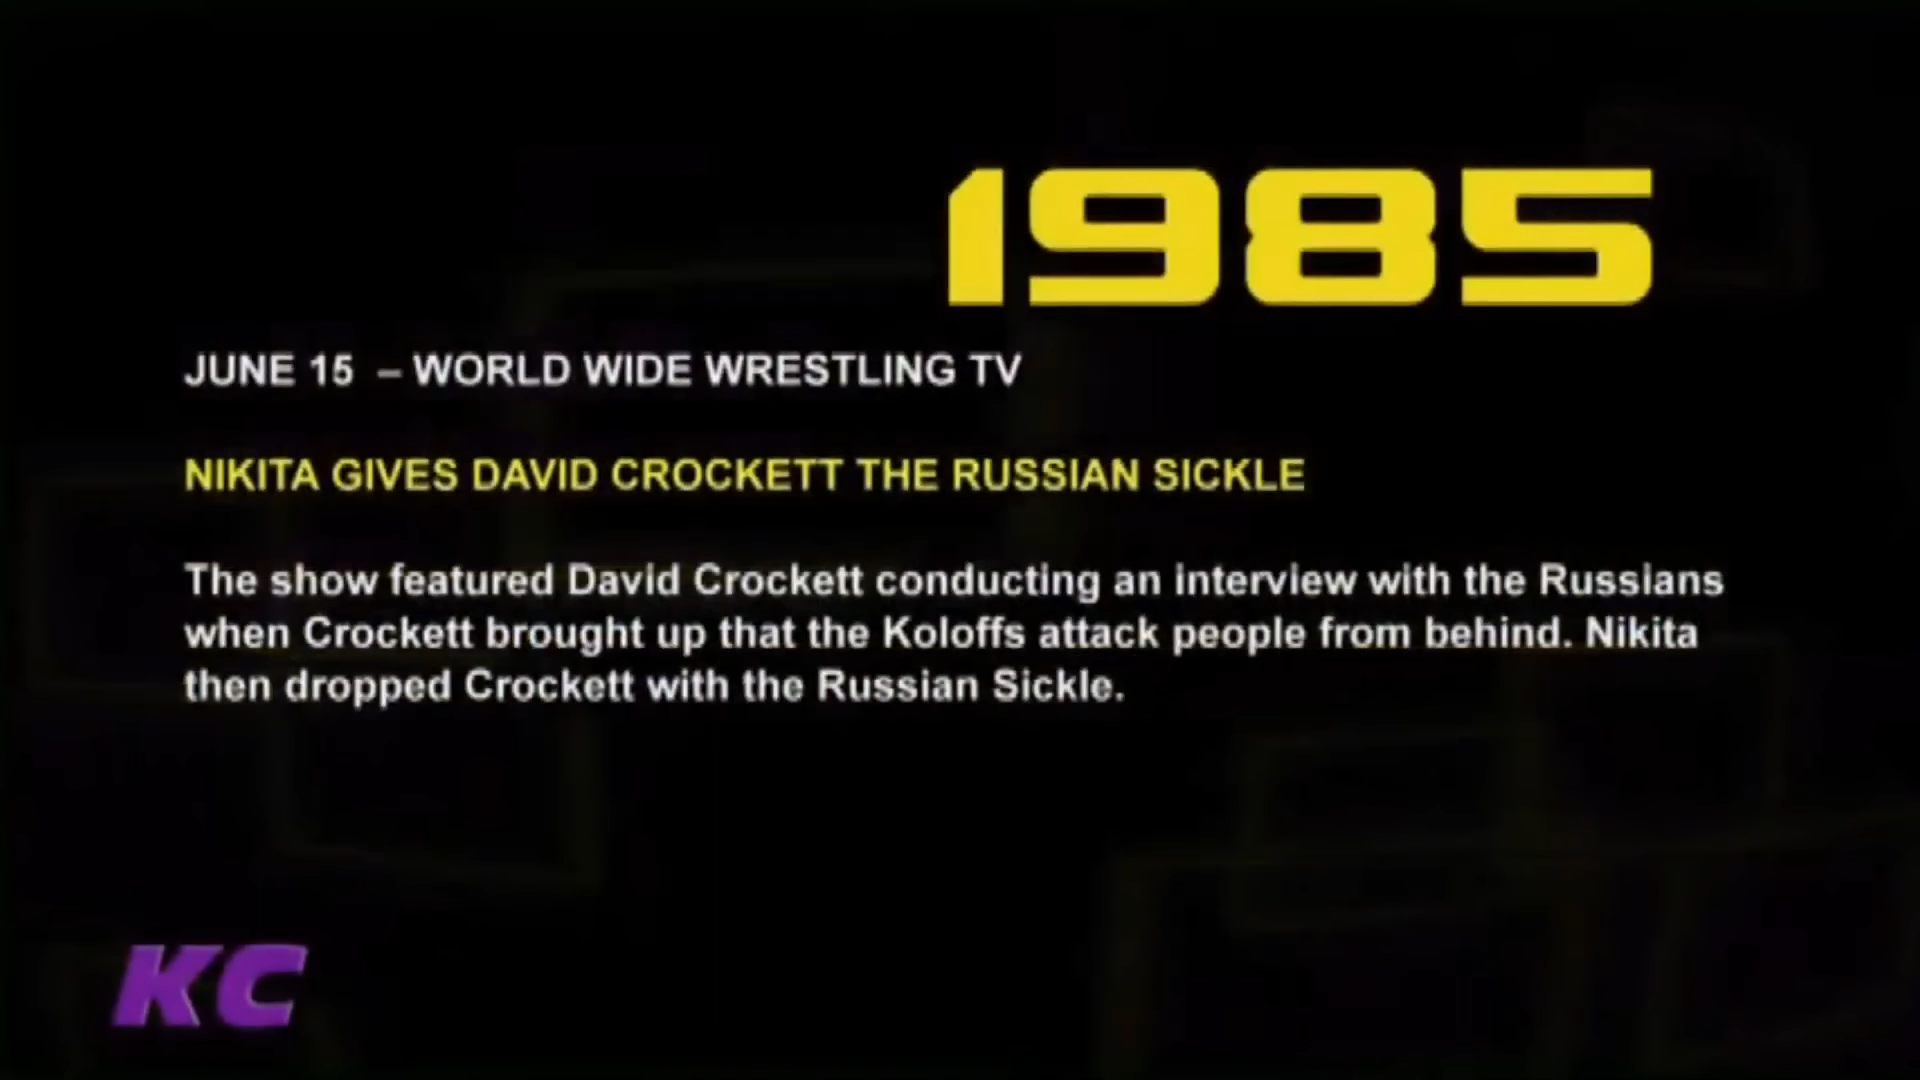 1985
JUNE 15 – WORLD WIDE WRESTLING TV
NIKITA GIVES DAVID CROCKETT THE RUSSIAN SICKLE
The show featured David Crockett conducting an interview with the Russians
when Crockett brought up that the Koloffs attack people from behind. Nikita
then dropped Crockett with the Russian Sickle.
KC